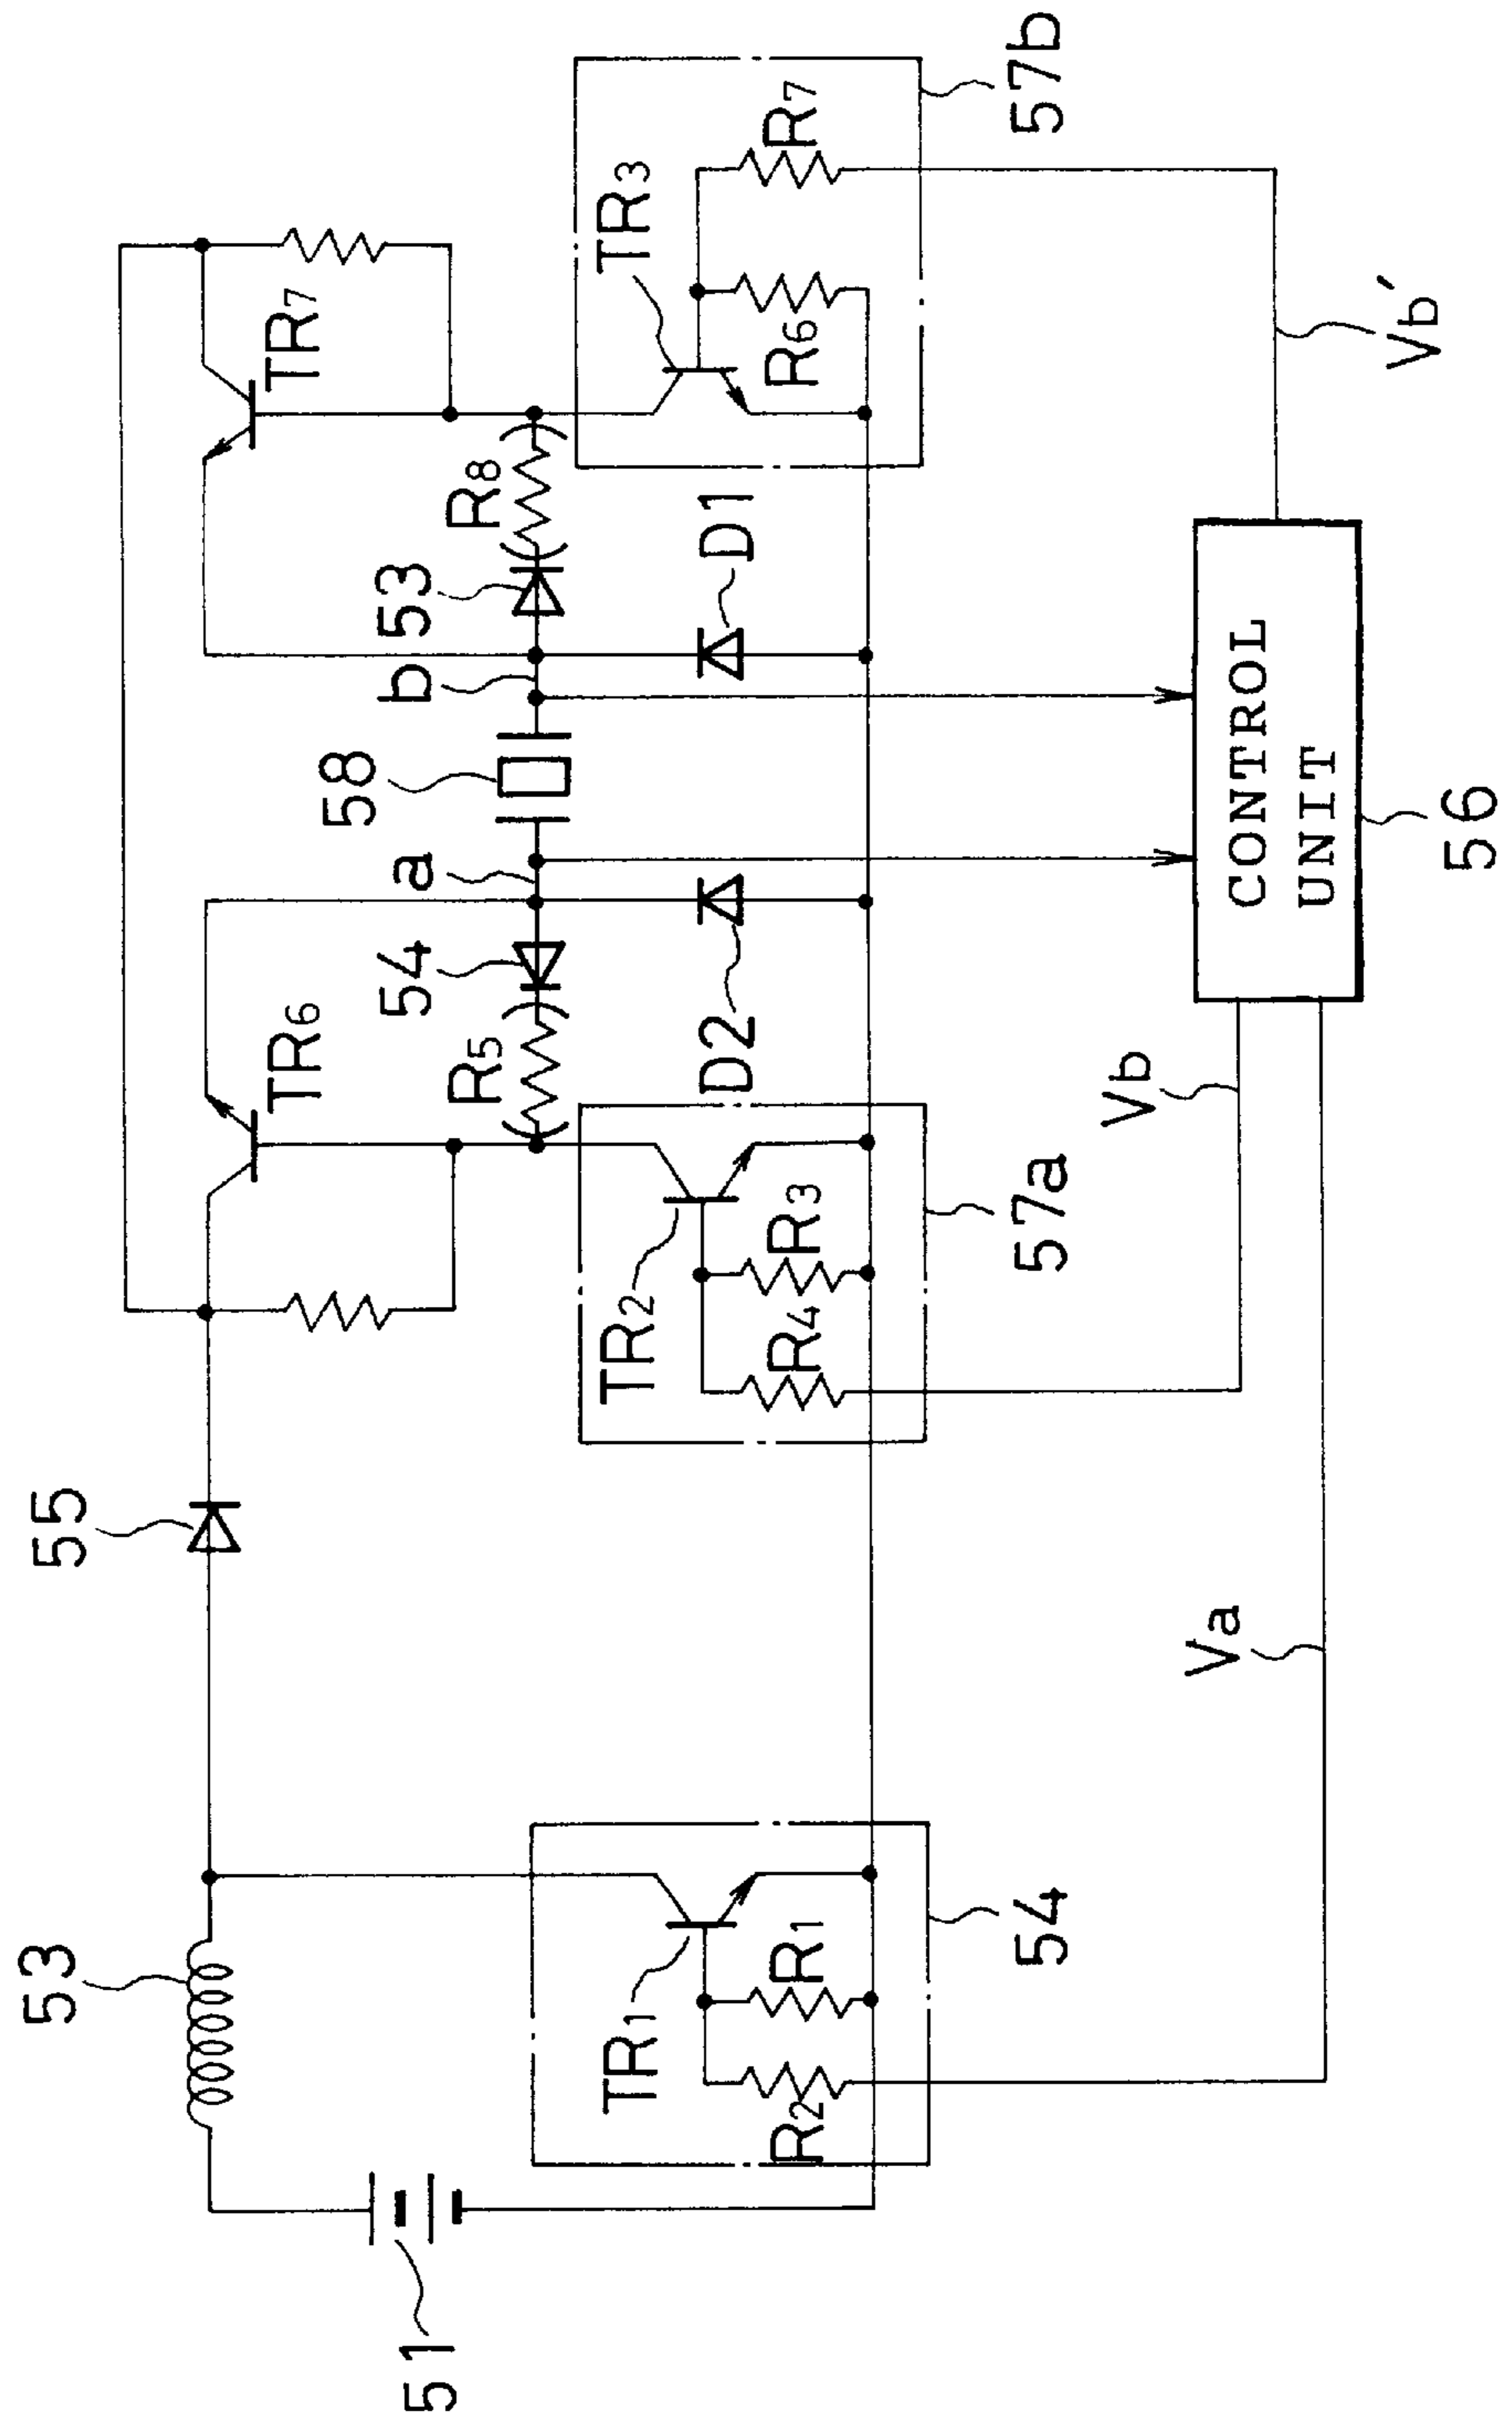 51
53
54
TR1
R1
R2
Va
55
57a
TR2
R3
R4
Vb
TR6
R5
54
a
D2
58
b
53
D1
R8
TR7
57b
TR3
R6
R7
Vb′
CONTROL
UNIT
56